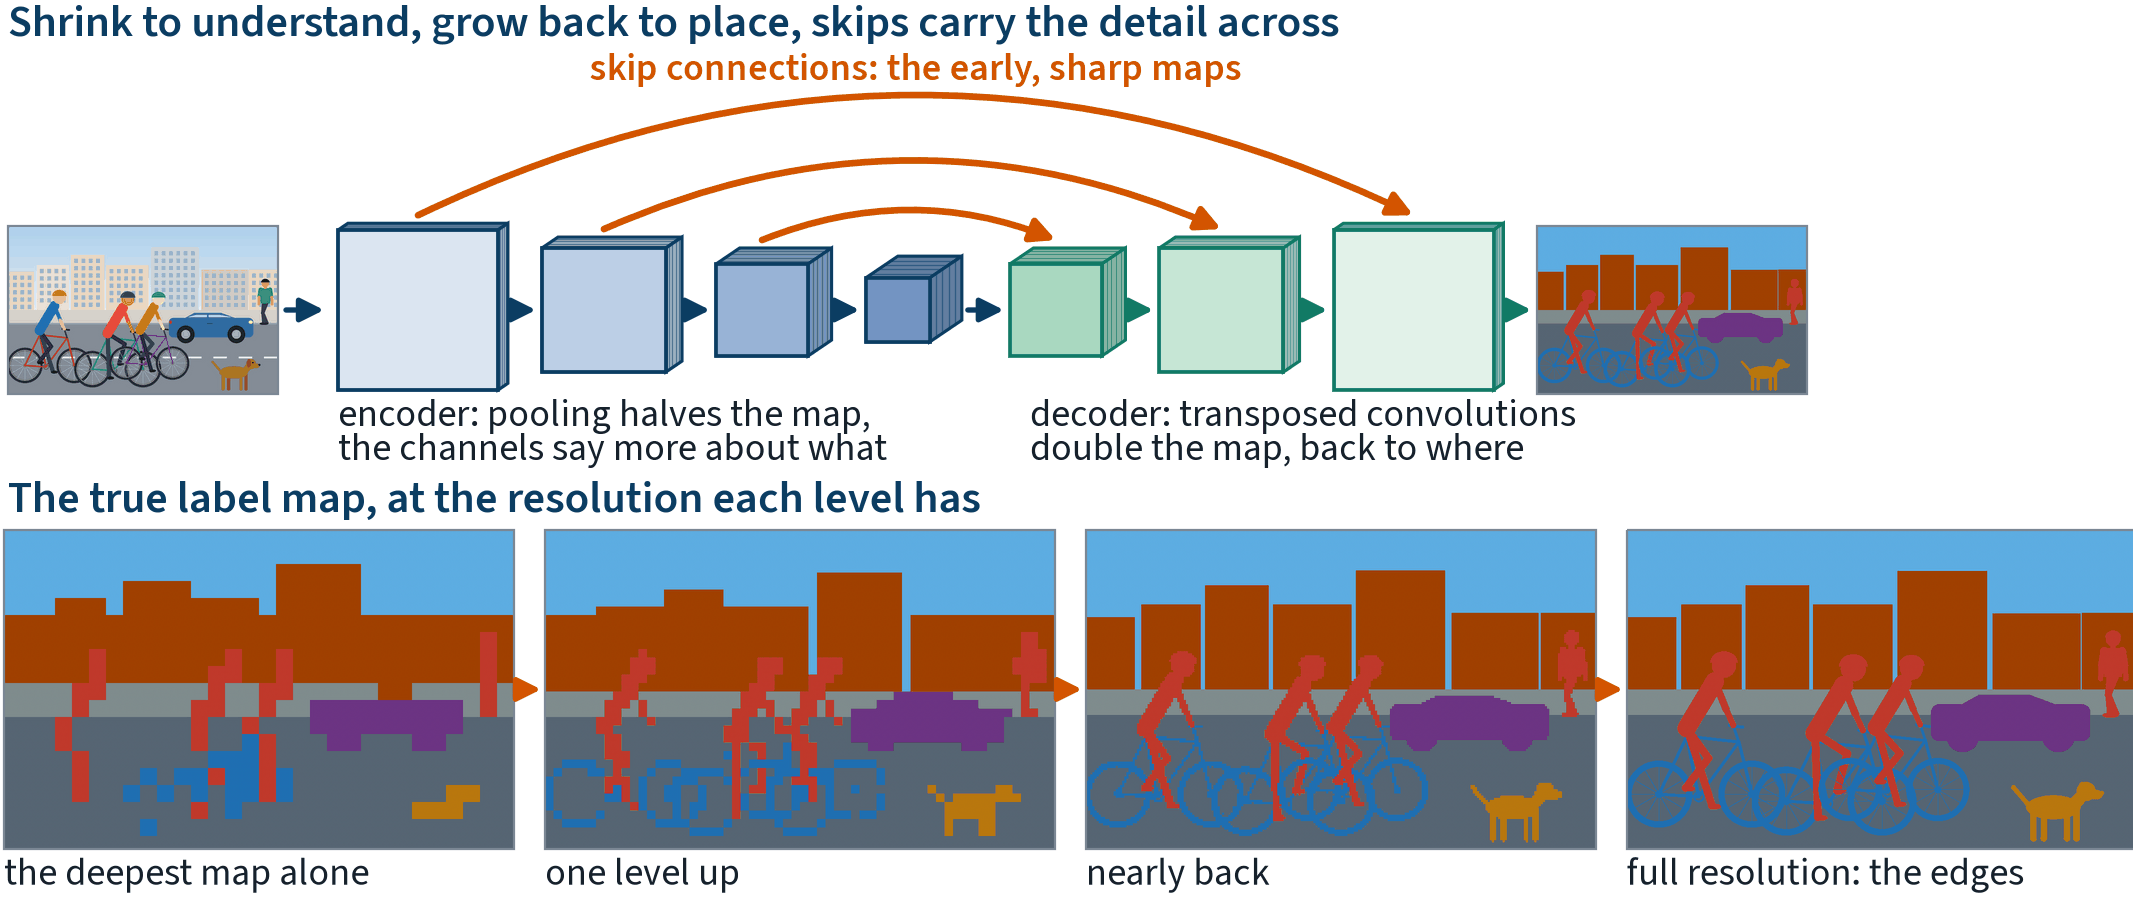 Shrink to understand, grow back to place, skips carry the detail across
skip connections: the early, sharp maps
encoder: pooling halves the map,
the channels say more about what
decoder: transposed convolutions
double the map, back to where
The true label map, at the resolution each level has
the deepest map alone
one level up
nearly back
full resolution: the edges